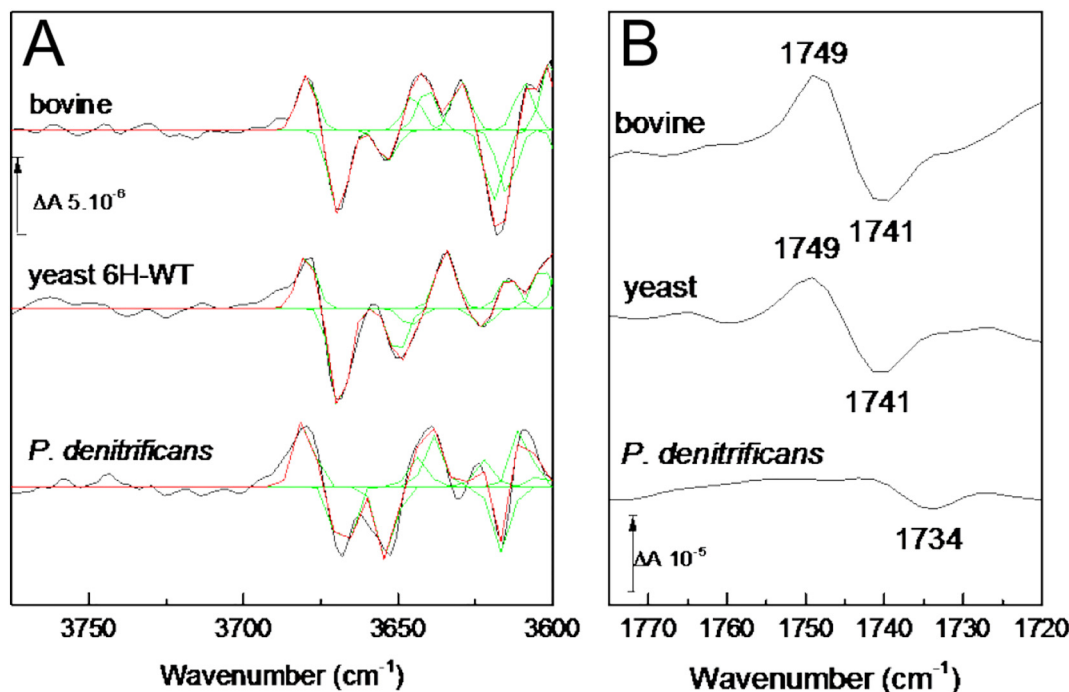 A
bovine
ΔA 5.10⁻⁶
yeast 6H-WT
P. denitrificans
3750
3700
3650
3600
Wavenumber (cm⁻¹)
B
1749
bovine
1741
1749
yeast
1741
P. denitrificans
1734
ΔA 10⁻⁵
1770
1760
1750
1740
1730
1720
Wavenumber (cm⁻¹)